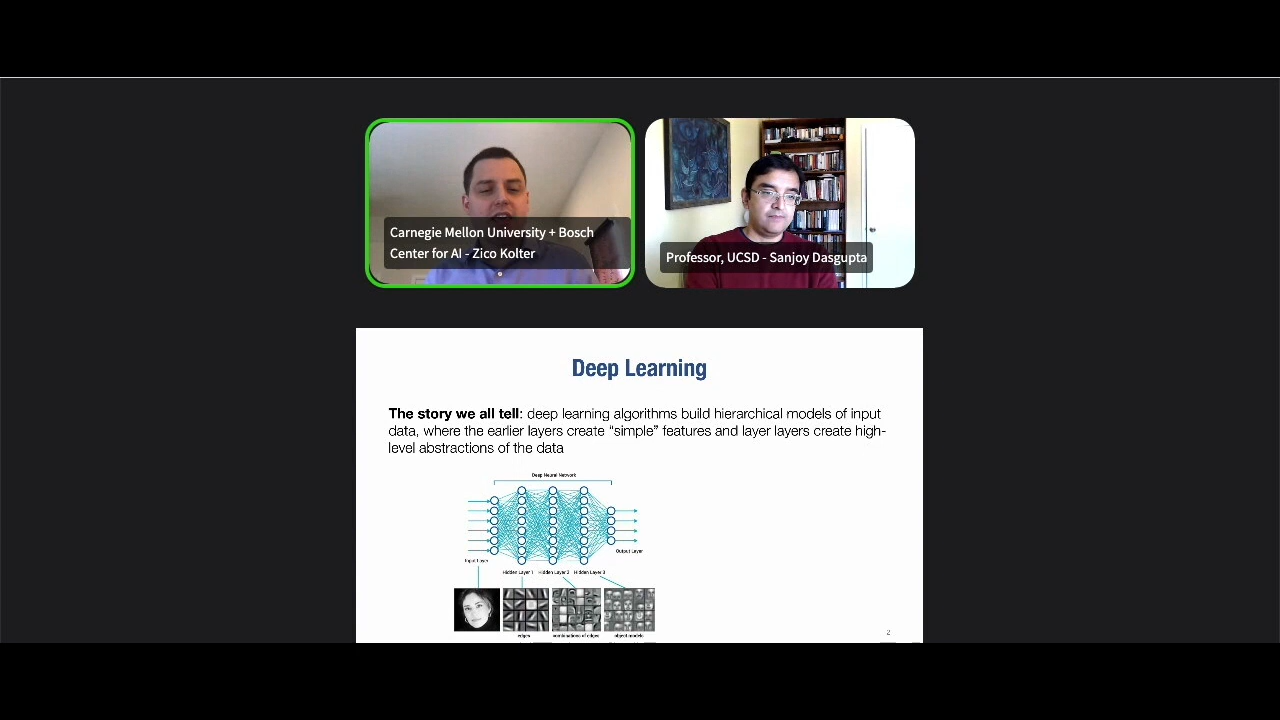 Carnegie Mellon University + Bosch
Center for AI - Zico Kolter
Professor, UCSD - Sanjoy Dasgupta
Deep Learning
The story we all tell: deep learning algorithms build hierarchical models of input
data, where the earlier layers create “simple” features and layer layers create high-
level abstractions of the data
Deep Neural Network
Output Layer
Input Layer
Hidden Layer 1 Hidden Layer 2 Hidden Layer 3
edges combinations of edges object models
2